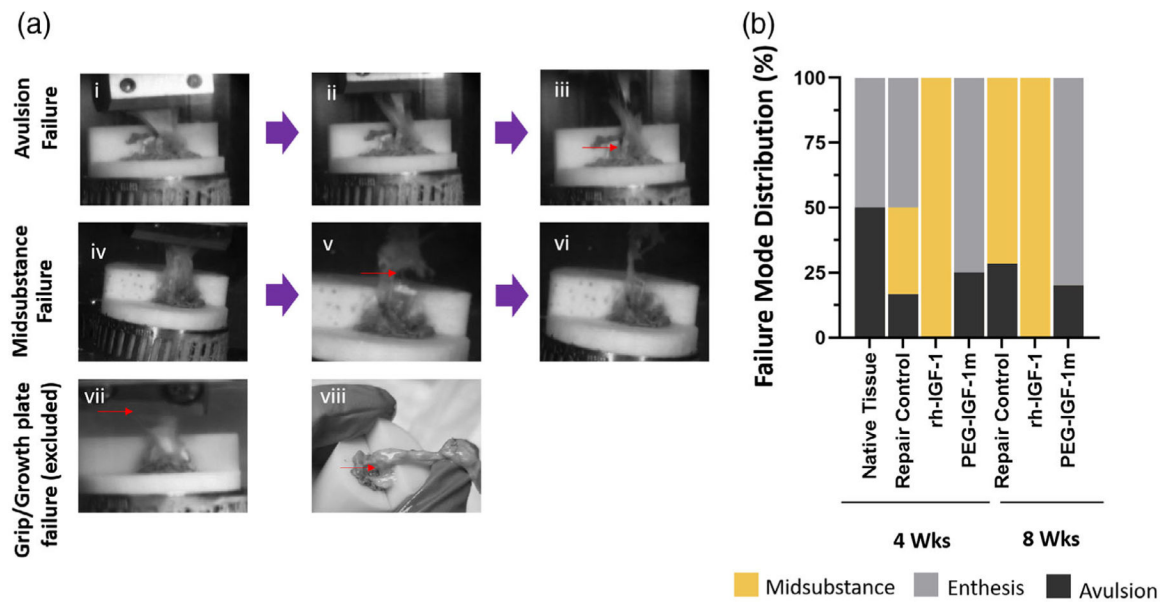 (a)
Avulsion
Failure
i
ii
iii
Midsubstance
Failure
iv
v
vi
Grip/Growth plate
failure (excluded)
vii
viii
(b)
Failure Mode Distribution (%)
100
75
50
25
0
Native Tissue
Repair Control
rh-IGF-1
PEG-IGF-1m
Repair Control
rh-IGF-1
PEG-IGF-1m
4 Wks
8 Wks
Midsubstance
Enthesis
Avulsion